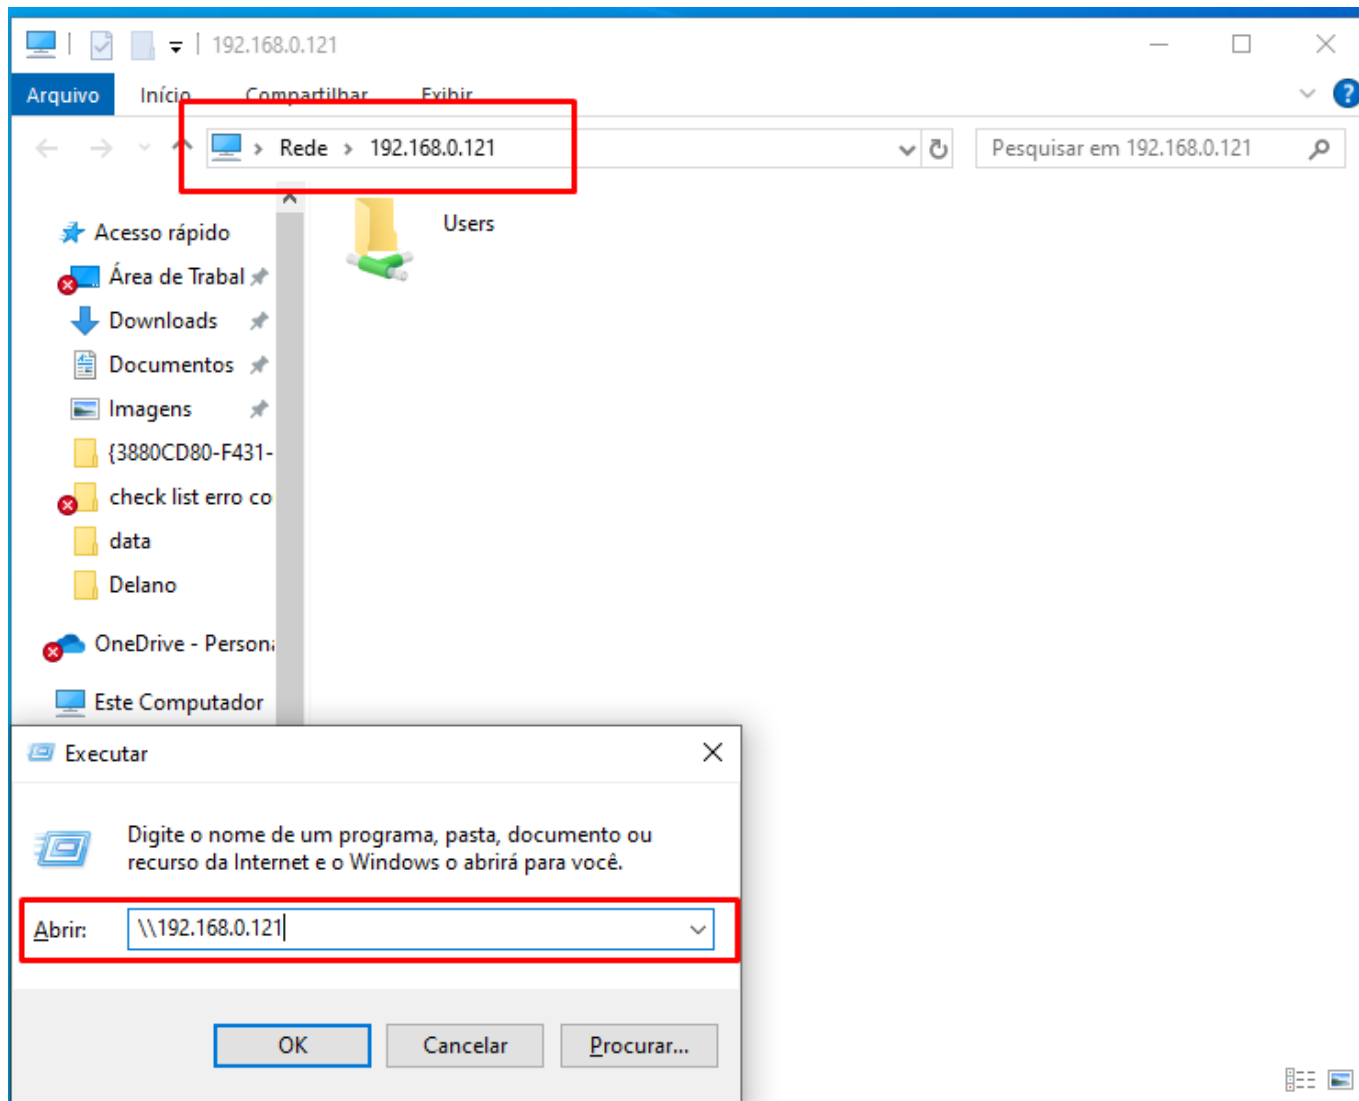 192.168.0.121
Arquivo Início Compartilhar Exibir
Rede 192.168.0.121
Pesquisar em 192.168.0.121
Acesso rápido
Área de Trabal
Downloads
Documentos
Imagens
{3880CD80-F431-
check list erro co
data
Delano
OneDrive - Persona
Este Computador
Users
Executar
Digite o nome de um programa, pasta, documento ou
recurso da Internet e o Windows o abrirá para você.
Abrir: \\192.168.0.121
OK Cancelar Procurar...